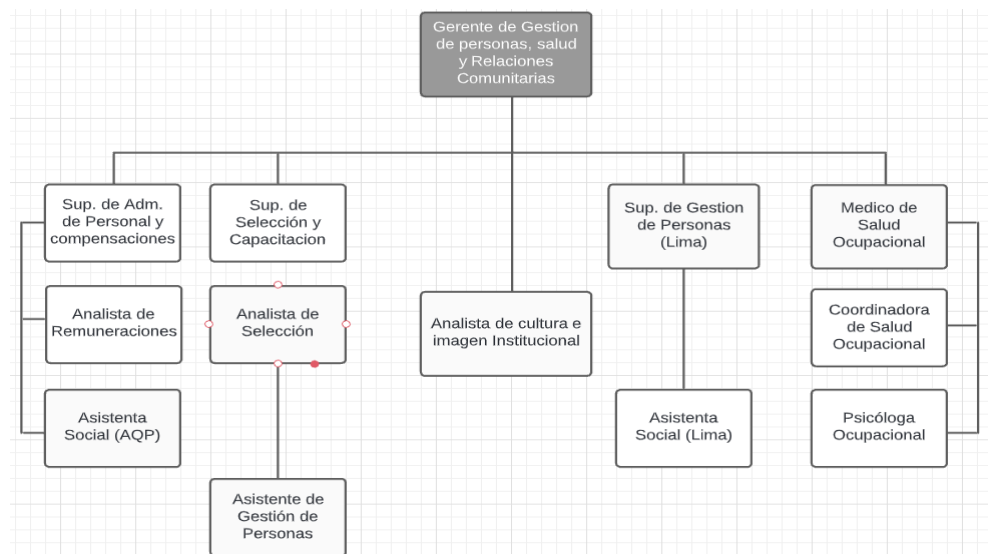 Gerente de Gestion
de personas, salud
y Relaciones
Comunitarias
Sup. de Adm.
de Personal y
compensaciones
Sup. de
Selección y
Capacitacion
Sup. de Gestion
de Personas
(Lima)
Medico de
Salud
Ocupacional
Analista de
Remuneraciones
Analista de
Selección
Analista de cultura e
imagen Institucional
Coordinadora
de Salud
Ocupacional
Asistenta
Social (AQP)
Asistenta
Social (Lima)
Psicóloga
Ocupacional
Asistente de
Gestión de
Personas